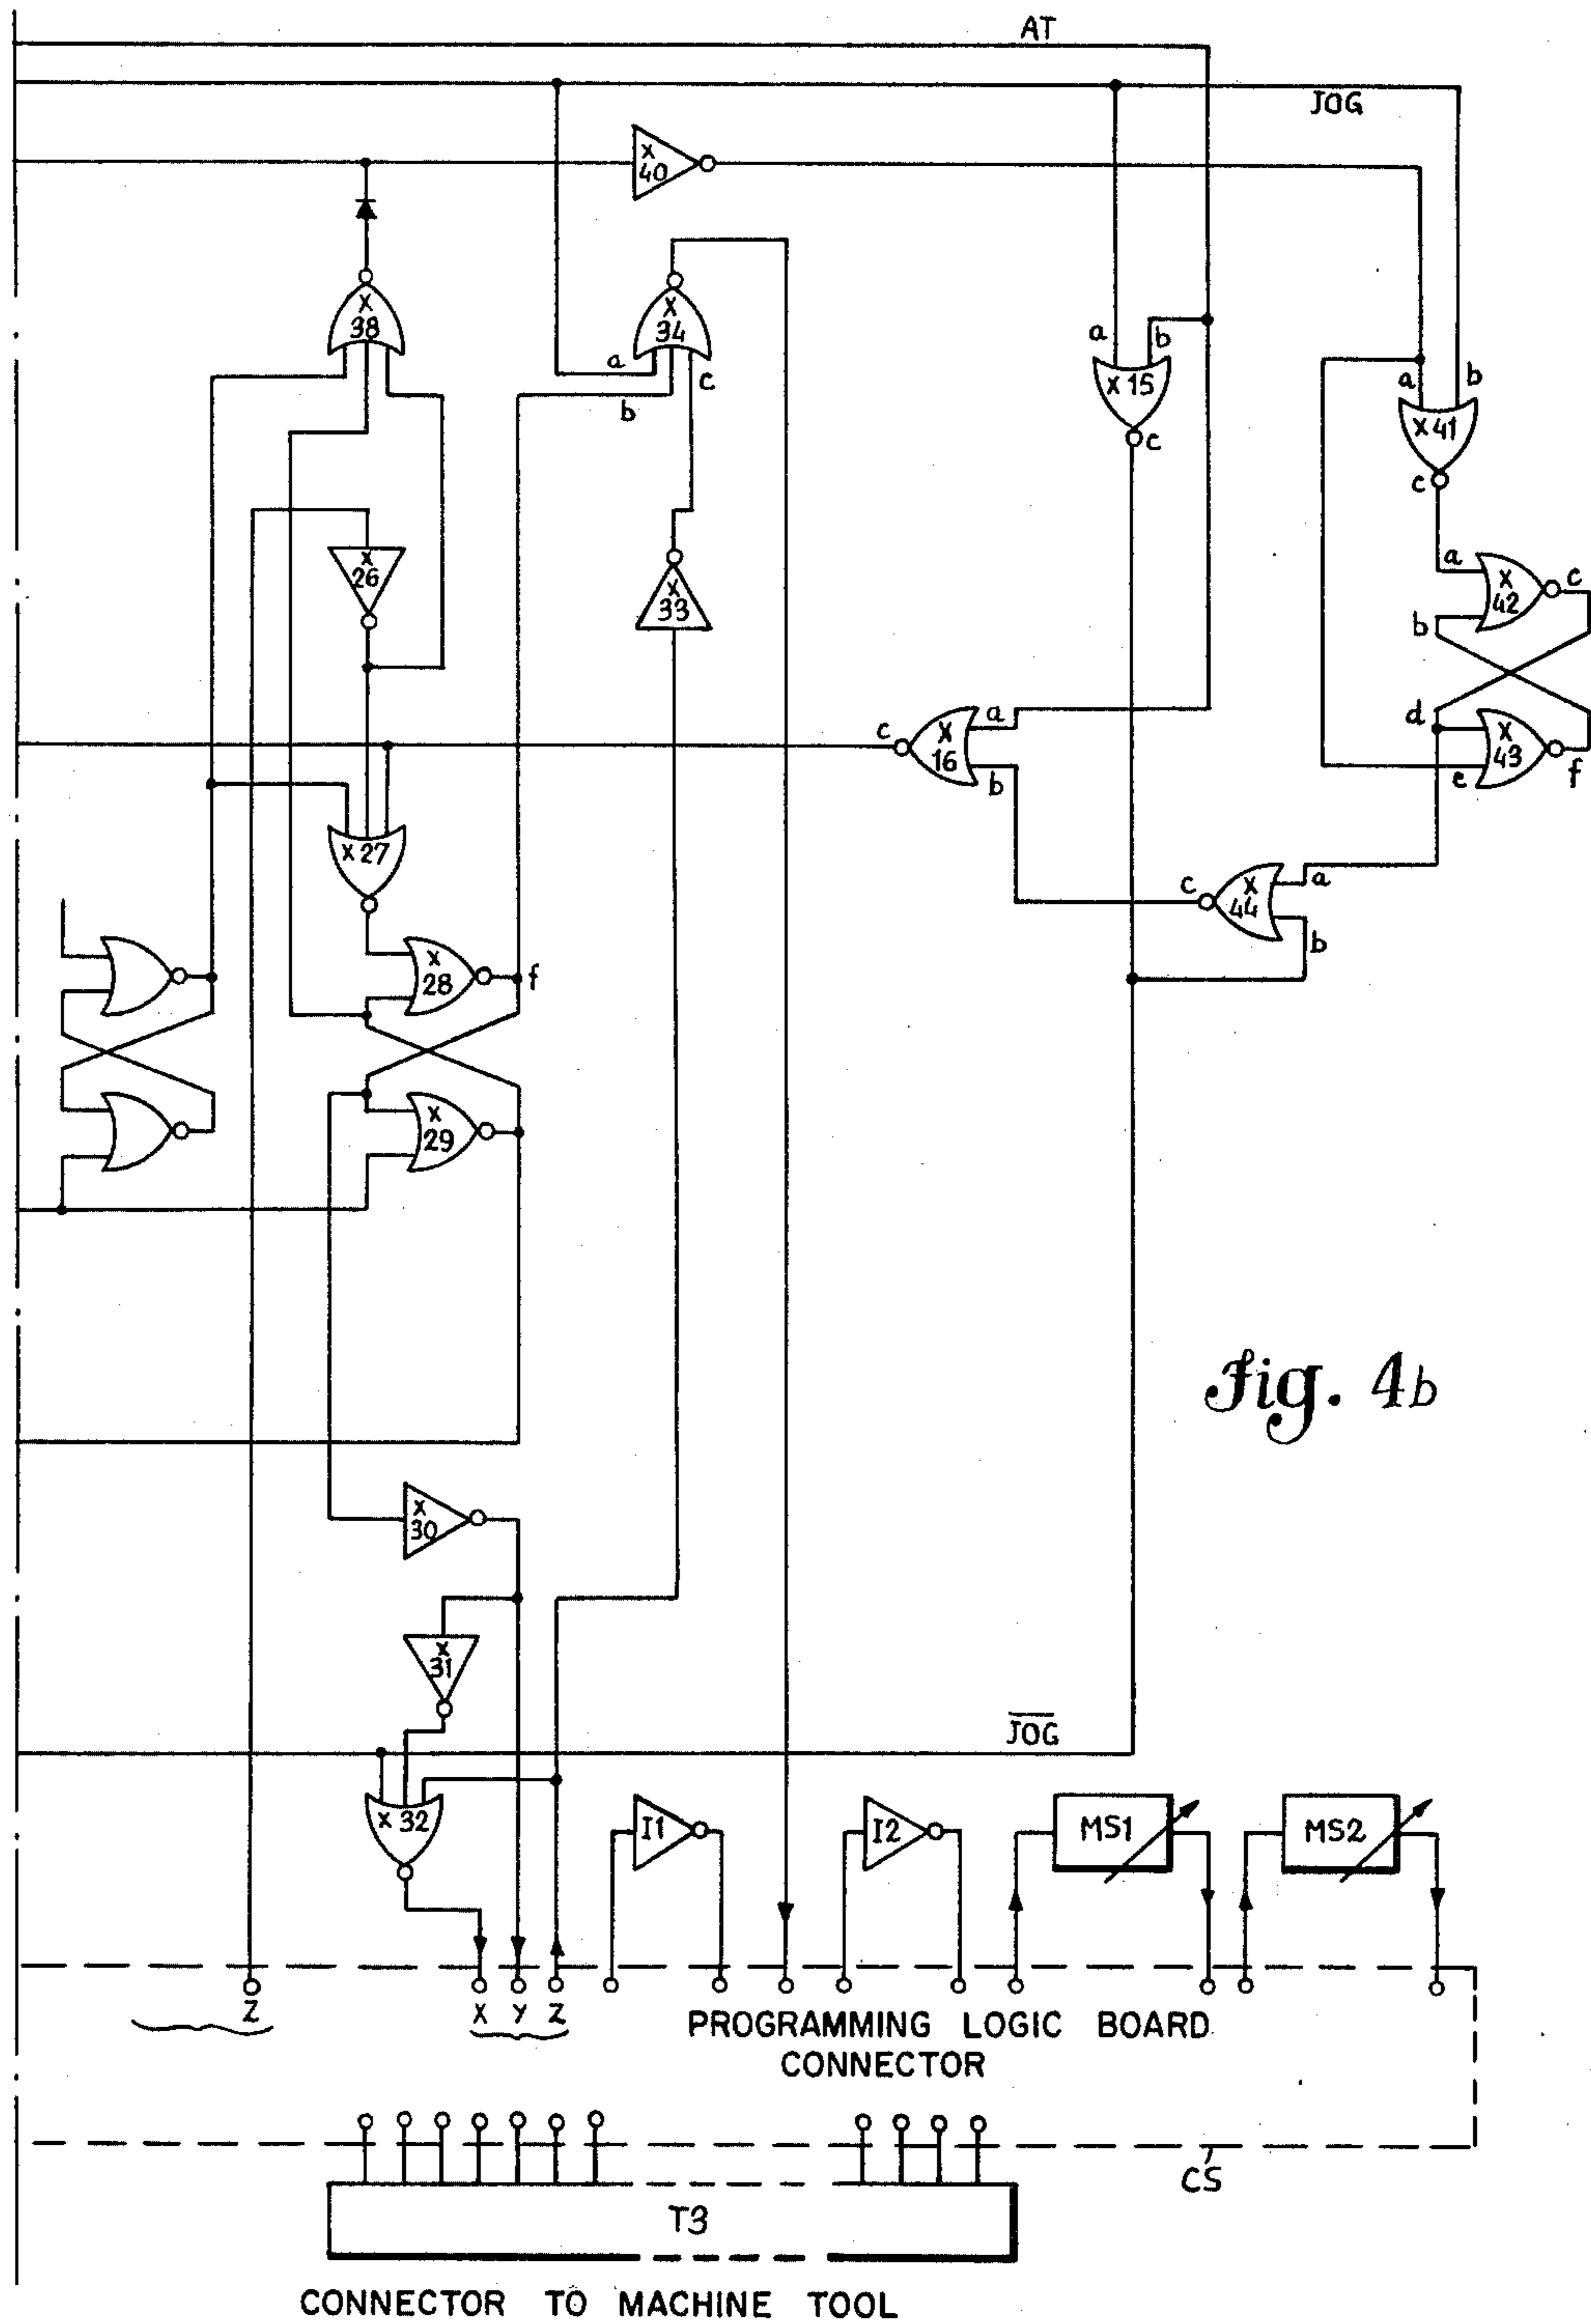 AT
JOG
X
40
X
38
X
34
a
b
c
a
b
X 15
c
a
b
X 41
c
X
26
X
33
a
X
42
c
b
d
X
43
e
f
c
X
16
a
b
X 27
c
X
44
a
b
X
28
f
X
29
Fig. 4b
X
30
X
31
JOG
X 32
I1
I2
MS1
MS2
Z
X Y Z
PROGRAMMING LOGIC BOARD
CONNECTOR
CS
T3
CONNECTOR TO MACHINE TOOL